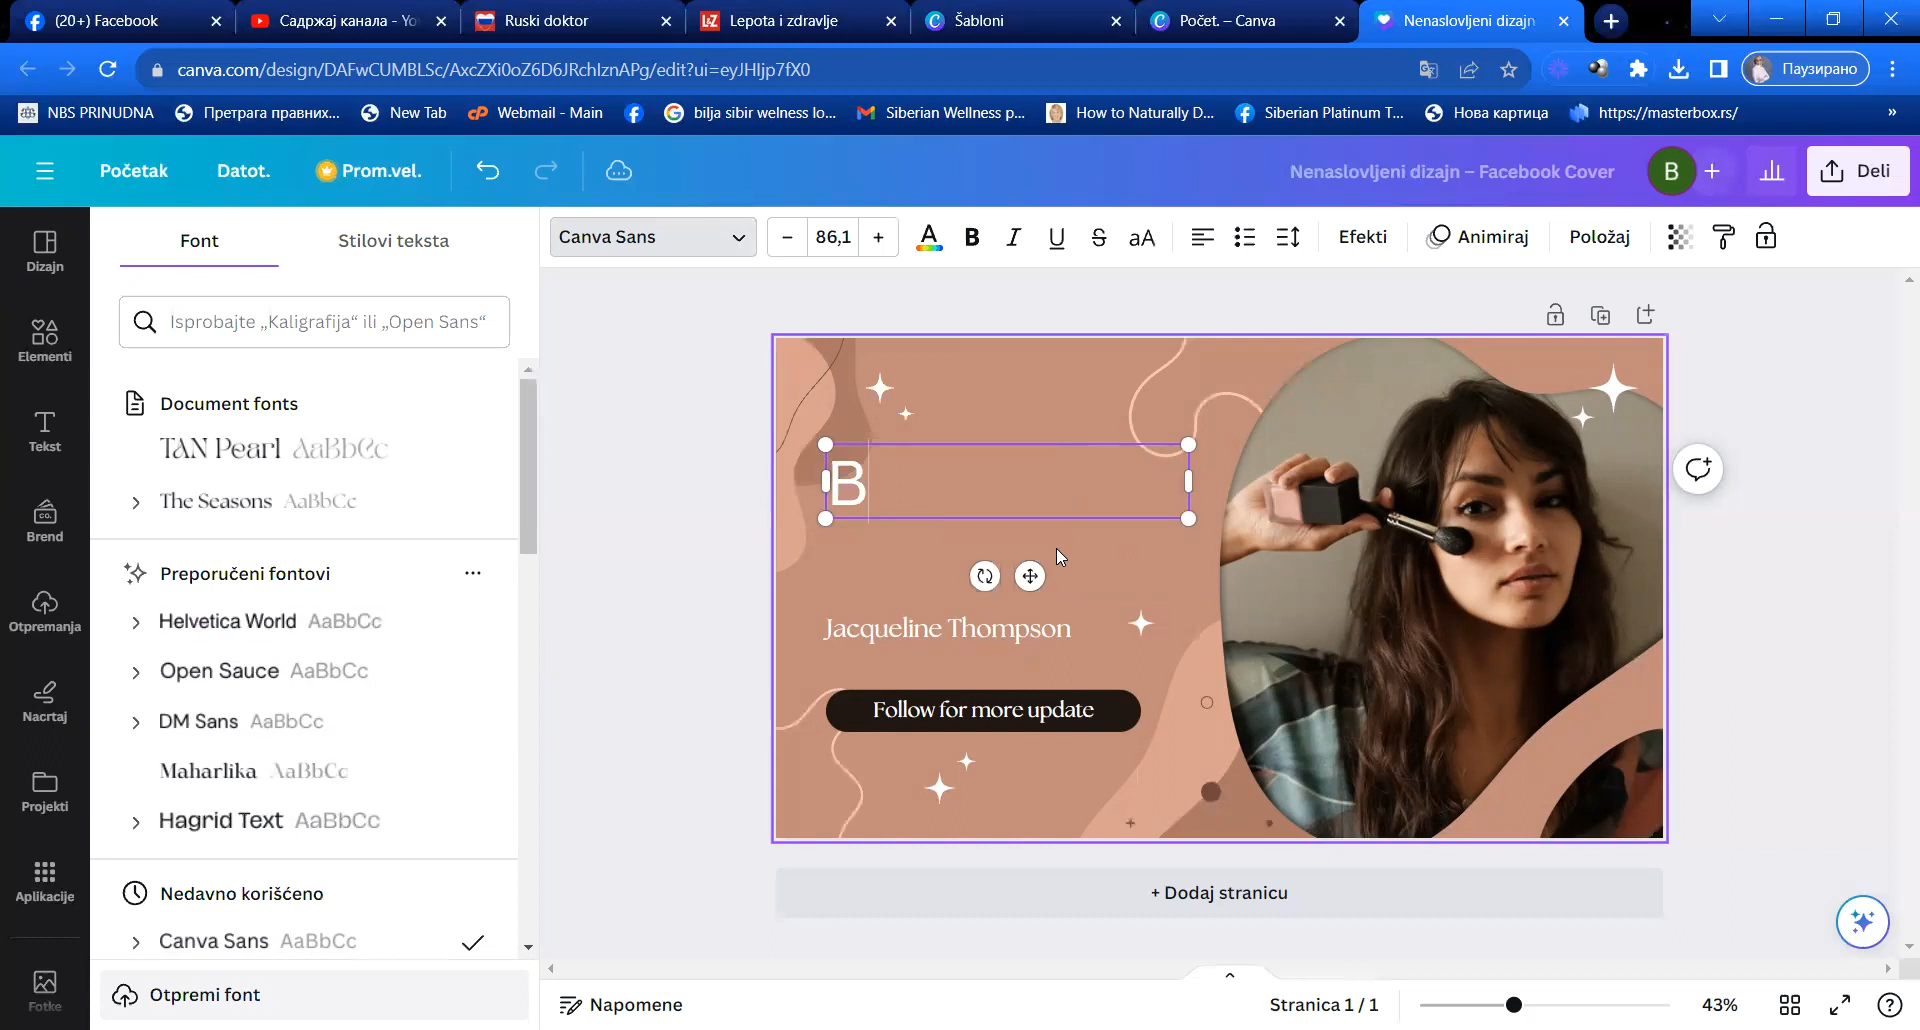 (20+) Facebook
Садржај канала - Yo
Ruski doktor
Lepota i zdravlje
Šabloni
Počet. – Canva
Nenaslovljeni dizajn
canva.com/design/DAFwCUMBLSc/AxcZXi0oZ6D6JRchIznAPg/edit?ui=eyJHIjp7fX0
Паузирано
NBS PRINUDNA
Претрага правних...
New Tab
Webmail - Main
bilja sibir welness lo...
Siberian Wellness p...
How to Naturally D...
Siberian Platinum T...
Нова картица
https://masterbox.rs/
»
Početak
Datot.
Prom.vel.
Nenaslovljeni dizajn – Facebook Cover
B
Deli
Dizajn
Elementi
Tekst
Brend
Otpremanja
Nacrtaj
Projekti
Aplikacije
Fotke
Font
Stilovi teksta
Isprobajte „Kaligrafija“ ili „Open Sans“
Document fonts
TAN Pearl AaBbCc
The Seasons AaBbCc
Preporučeni fontovi
Helvetica World AaBbCc
Open Sauce AaBbCc
DM Sans AaBbCc
Maharlika AaBbCc
Hagrid Text AaBbCc
Nedavno korišćeno
Canva Sans AaBbCc
Otpremi font
Canva Sans
– 86,1 +
A B I U S aA
Efekti
Animiraj
Položaj
B
Jacqueline Thompson
Follow for more update
+ Dodaj stranicu
Napomene
Stranica 1 / 1
43%